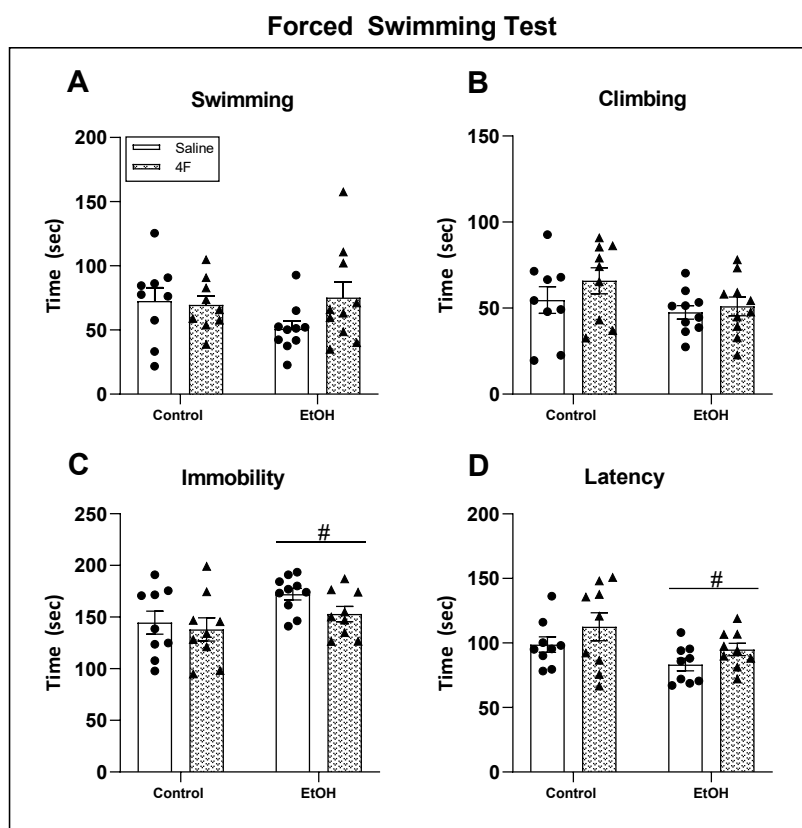 Forced Swimming Test
A
Swimming
Time (sec)
200
150
100
50
0
Saline
4F
Control
EtOH
B
Climbing
Time (sec)
150
100
50
0
Control
EtOH
C
Immobility
Time (sec)
250
200
150
100
50
0
#
Control
EtOH
D
Latency
Time (sec)
200
150
100
50
0
#
Control
EtOH